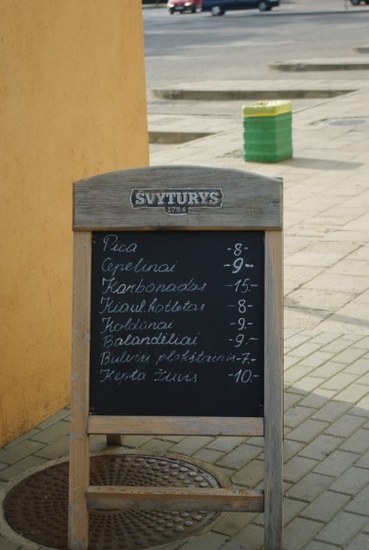 ŠVYTURYS
1784
Pica -8-
Cepelinai -9-
Karbonadas -15-
Kiaul. kotletas 8-
Koldūnai -9-
Balandėliai -9-
Bulvių plokštainis -7-
Kepta žuvis -10-